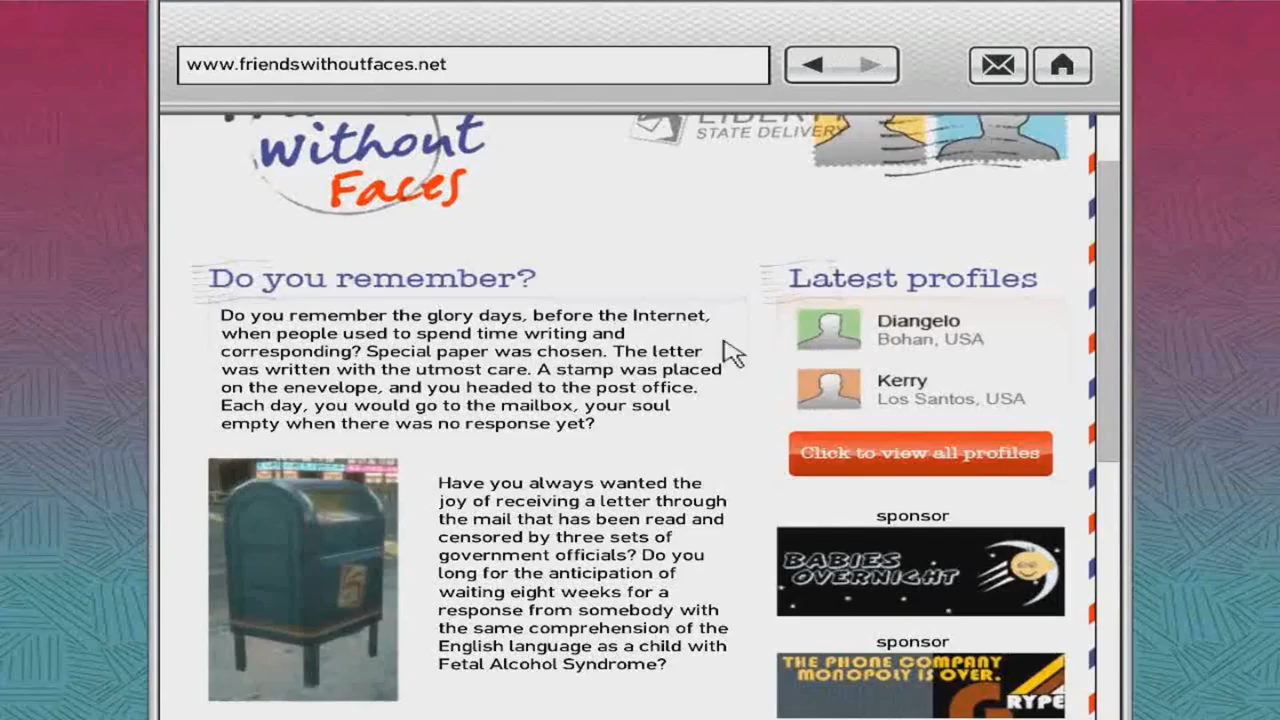 www.friendswithoutfaces.net
without
Faces
STATE DELIVERY
Do you remember?
Do you remember the glory days, before the Internet,
when people used to spend time writing and
corresponding? Special paper was chosen. The letter
was written with the utmost care. A stamp was placed
on the enevelope, and you headed to the post office.
Each day, you would go to the mailbox, your soul
empty when there was no response yet?
Have you always wanted the
joy of receiving a letter through
the mail that has been read and
censored by three sets of
government officials? Do you
long for the anticipation of
waiting eight weeks for a
response from somebody with
the same comprehension of the
English language as a child with
Fetal Alcohol Syndrome?
Latest profiles
Diangelo
Bohan, USA
Kerry
Los Santos, USA
Click to view all profiles
sponsor
BABIES
OVERNIGHT
sponsor
THE PHONE COMPANY
MONOPOLY IS OVER.
GRYPE